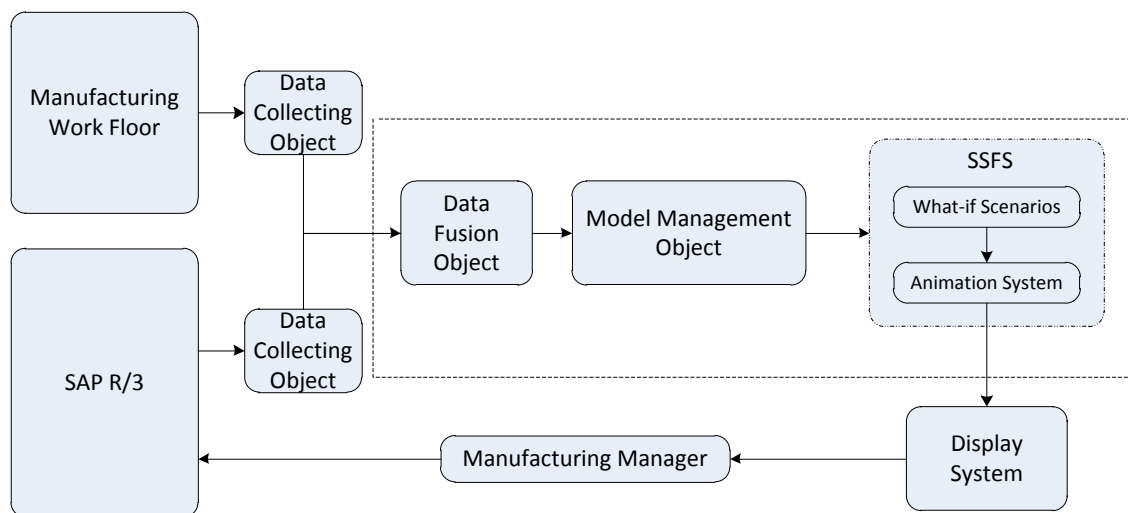 Manufacturing
Work Floor
Data
Collecting
Object
SSFS
What-if Scenarios
Data
Fusion
Object
Model Management
Object
Animation System
SAP R/3
Data
Collecting
Object
Manufacturing Manager
Display
System